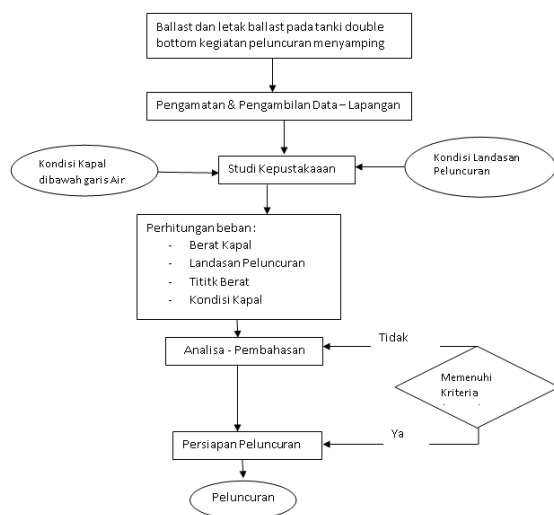 Ballast dan letak ballast pada tanki double
bottom kegiatan peluncuran menyamping
Pengamatan & Pengambilan Data – Lapangan
Kondisi Kapal
dibawah garis Air
Studi Kepustakaaan
Kondisi Landasan
Peluncuran
Perhitungan beban :
- Berat Kapal
- Landasan Peluncuran
- Tititk Berat
- Kondisi Kapal
Tidak
Analisa - Pembahasan
Memenuhi
Kriteria
Ya
Persiapan Peluncuran
Peluncuran